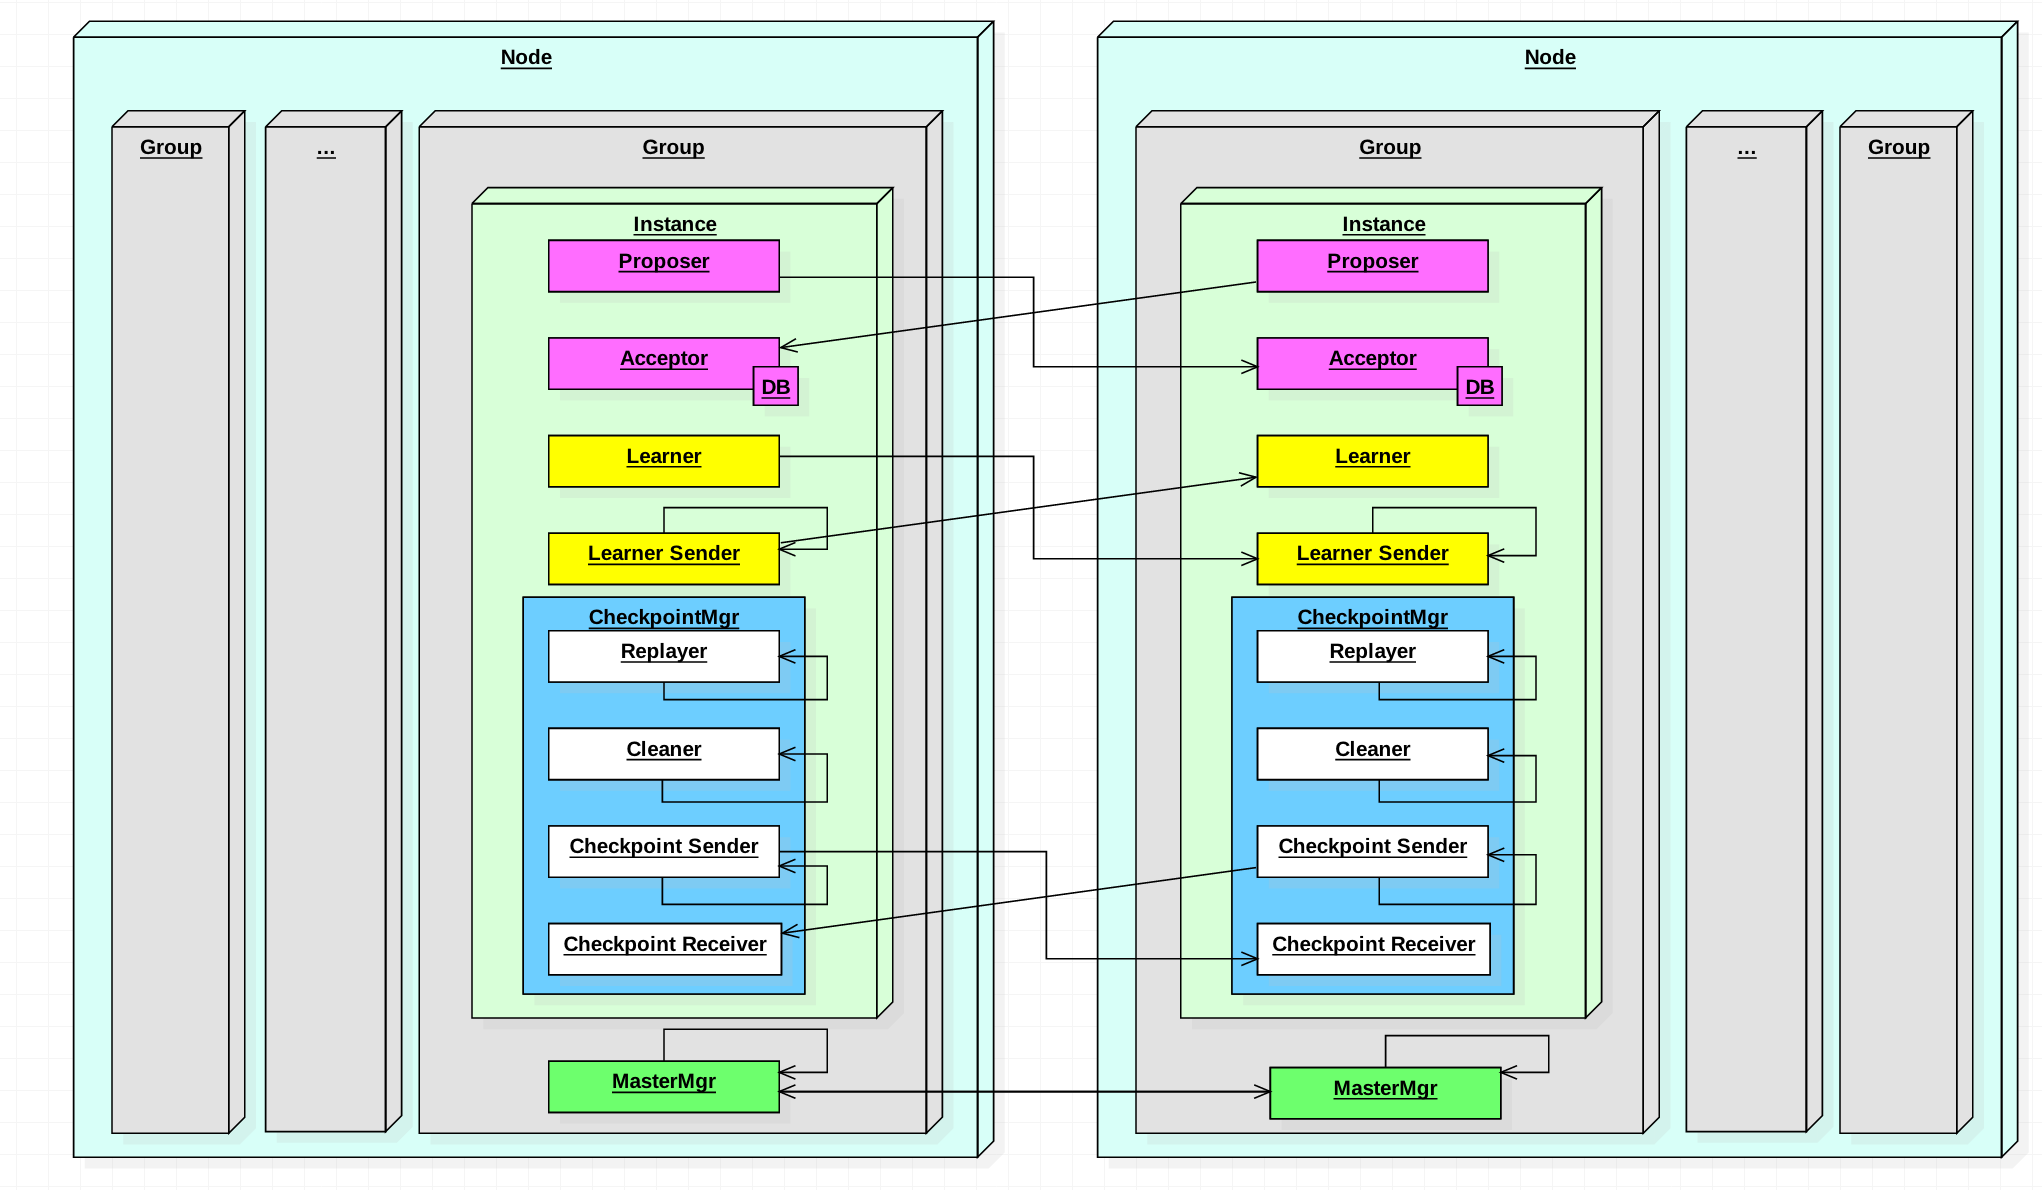 Node
Group
...
Group
Instance
Proposer
Acceptor
DB
Learner
Learner Sender
CheckpointMgr
Replayer
Cleaner
Checkpoint Sender
Checkpoint Receiver
MasterMgr
Node
Group
Instance
Proposer
Acceptor
DB
Learner
Learner Sender
CheckpointMgr
Replayer
Cleaner
Checkpoint Sender
Checkpoint Receiver
MasterMgr
...
Group